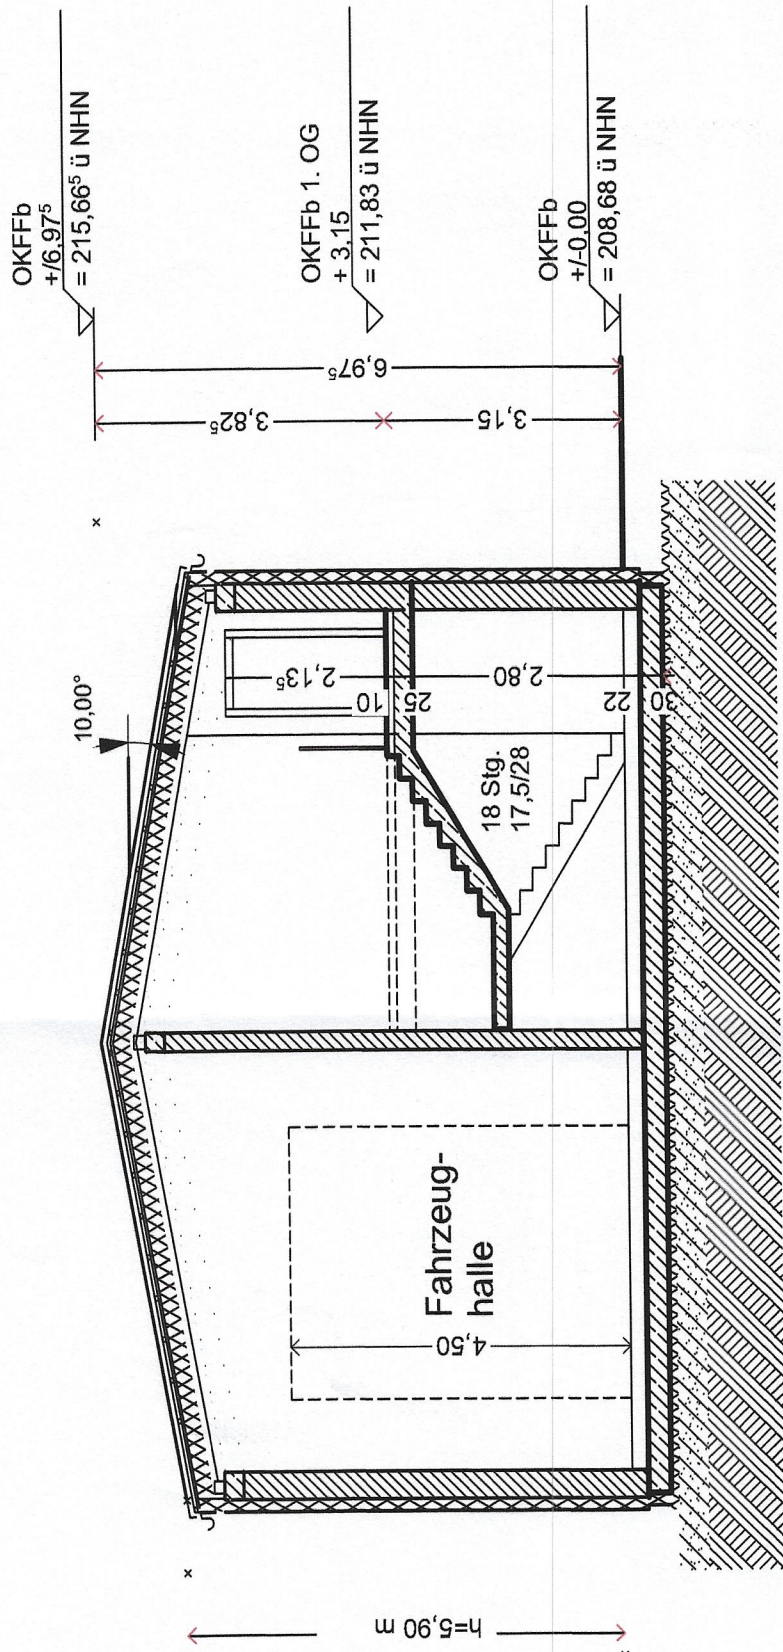 OKFFb
+/6,97⁵
= 215,66⁵ ü NHN
OKFFb 1. OG
+ 3,15
= 211,83 ü NHN
OKFFb
+/-0,00
= 208,68 ü NHN
6,97⁵
3,82⁵
3,15
10,00°
2,13⁵
10
25
2,80
22
30
18 Stg.
17,5/28
Fahrzeug-
halle
4,50
h=5,90 m